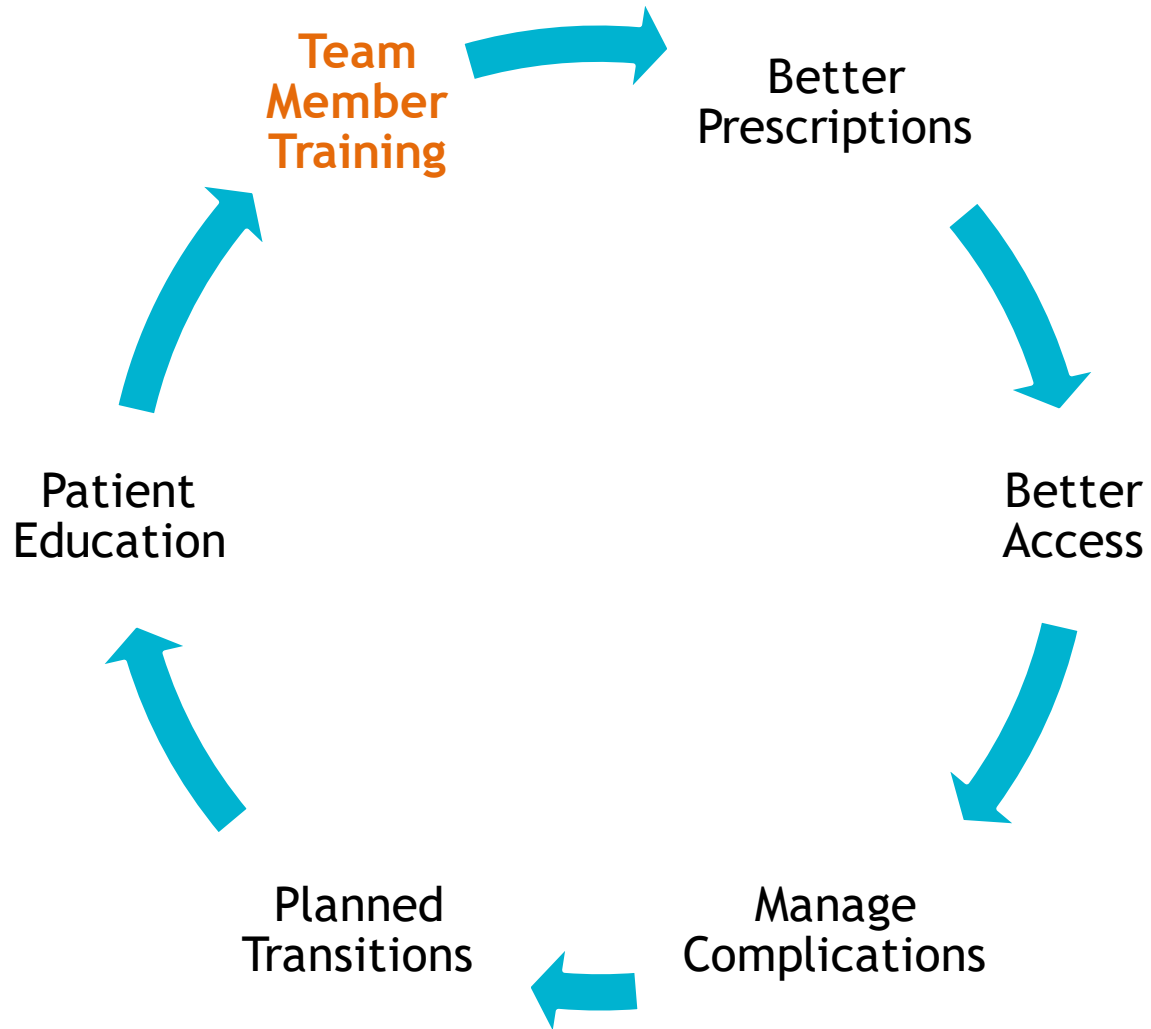 Team
Member
Training
Better
Prescriptions
Better
Access
Manage
Complications
Planned
Transitions
Patient
Education